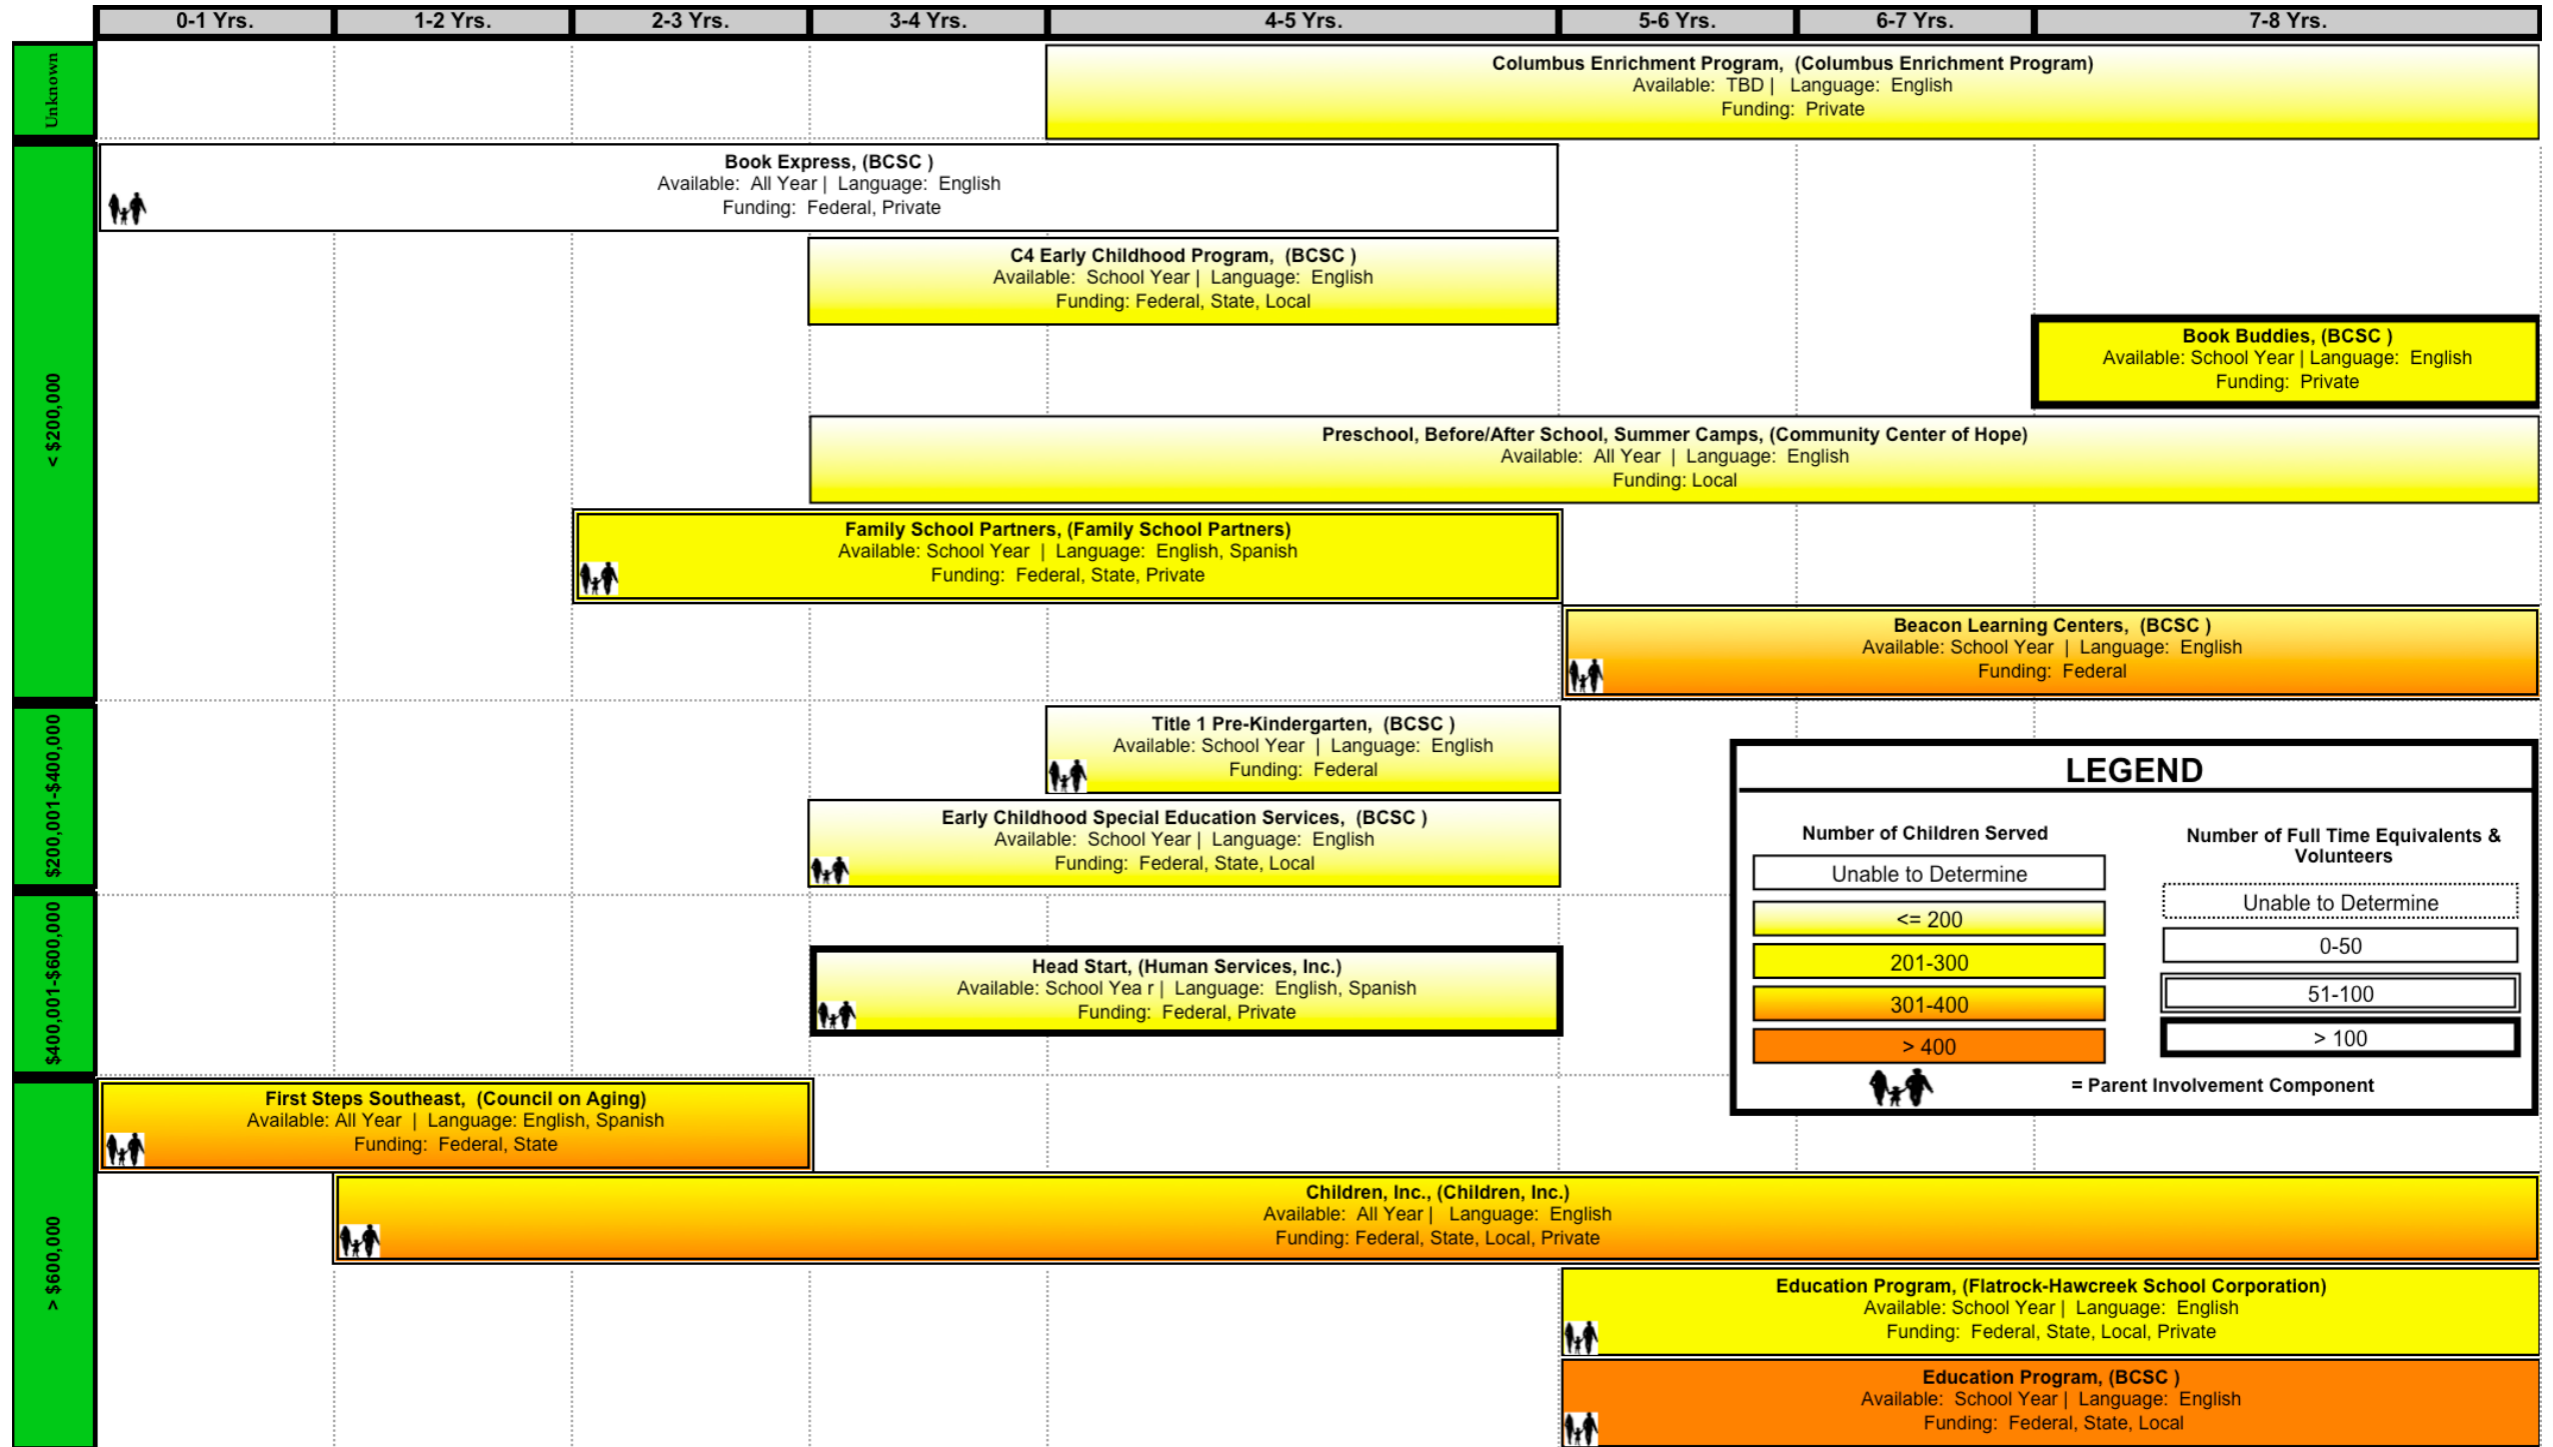 0-1 Yrs. 1-2 Yrs. 2-3 Yrs. 3-4 Yrs. 4-5 Yrs. 5-6 Yrs. 6-7 Yrs. 7-8 Yrs.
Unknown
Columbus Enrichment Program, (Columbus Enrichment Program)
Available: TBD | Language: English
Funding: Private
< $200,000
Book Express, (BCSC )
Available: All Year | Language: English
Funding: Federal, Private
C4 Early Childhood Program, (BCSC )
Available: School Year | Language: English
Funding: Federal, State, Local
Book Buddies, (BCSC )
Available: School Year | Language: English
Funding: Private
Preschool, Before/After School, Summer Camps, (Community Center of Hope)
Available: All Year | Language: English
Funding: Local
Family School Partners, (Family School Partners)
Available: School Year | Language: English, Spanish
Funding: Federal, State, Private
Beacon Learning Centers, (BCSC )
Available: School Year | Language: English
Funding: Federal
$200,001-$400,000
Title 1 Pre-Kindergarten, (BCSC )
Available: School Year | Language: English
Funding: Federal
Early Childhood Special Education Services, (BCSC )
Available: School Year | Language: English
Funding: Federal, State, Local
$400,001-$600,000
Head Start, (Human Services, Inc.)
Available: School Yea r | Language: English, Spanish
Funding: Federal, Private
> $600,000
First Steps Southeast, (Council on Aging)
Available: All Year | Language: English, Spanish
Funding: Federal, State
Children, Inc., (Children, Inc.)
Available: All Year | Language: English
Funding: Federal, State, Local, Private
Education Program, (Flatrock-Hawcreek School Corporation)
Available: School Year | Language: English
Funding: Federal, State, Local, Private
Education Program, (BCSC )
Available: School Year | Language: English
Funding: Federal, State, Local
LEGEND
Number of Children Served
Unable to Determine
<= 200
201-300
301-400
> 400
Number of Full Time Equivalents &
Volunteers
Unable to Determine
0-50
51-100
> 100
= Parent Involvement Component